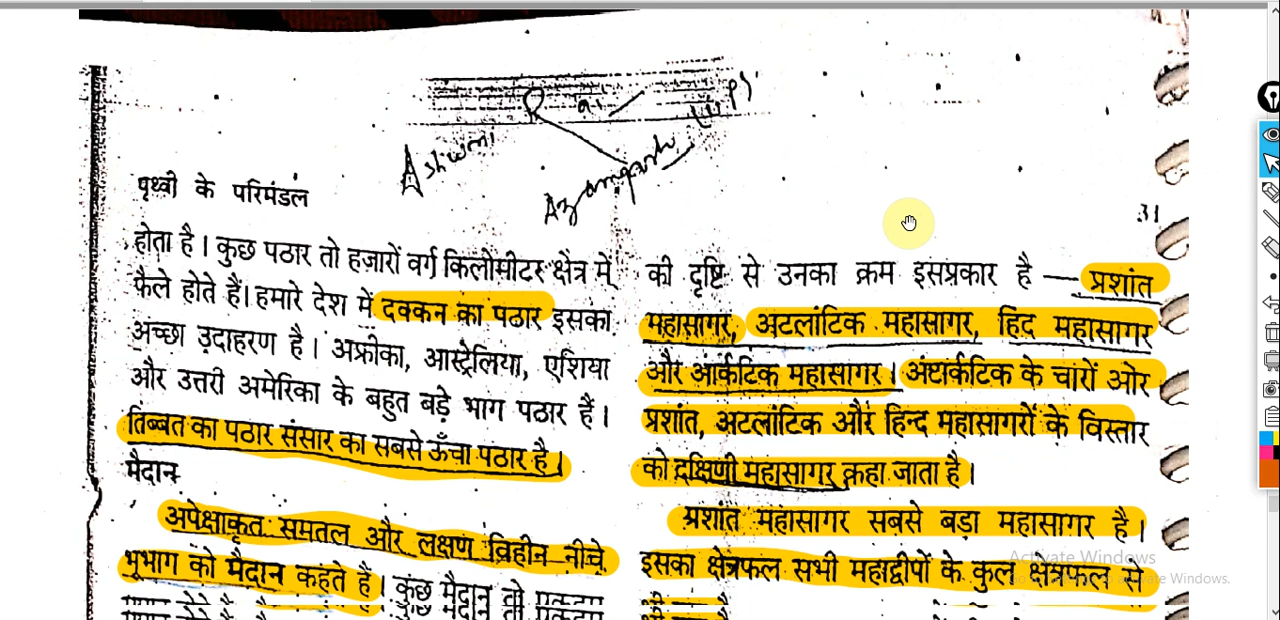 Ashwini Rai
Azamgarh (UP)
पृथ्वी के परिमंडल
31
होता है। कुछ पठार तो हजारों वर्ग किलोमीटर क्षेत्र में
फैले होते हैं। हमारे देश में दक्कन का पठार इसका
अच्छा उदाहरण है। अफ्रीका, आस्ट्रेलिया, एशिया
और उत्तरी अमेरिका के बहुत बड़े भाग पठार हैं।
तिब्बत का पठार संसार का सबसे ऊँचा पठार है।
मैदान
अपेक्षाकृत समतल और लक्षण विहीन नीचे
भूभाग को मैदान कहते हैं। कुछ मैदान तो एकदम
की दृष्टि से उनका क्रम इसप्रकार है — प्रशांत
महासागर, अटलांटिक महासागर, हिंद महासागर
और आर्कटिक महासागर। अंटार्कटिक के चारों ओर
प्रशांत, अटलांटिक और हिन्द महासागरों के विस्तार
को दक्षिणी महासागर कहा जाता है।
प्रशांत महासागर सबसे बड़ा महासागर है।
इसका क्षेत्रफल सभी महाद्वीपों के कुल क्षेत्रफल से
Activate Windows